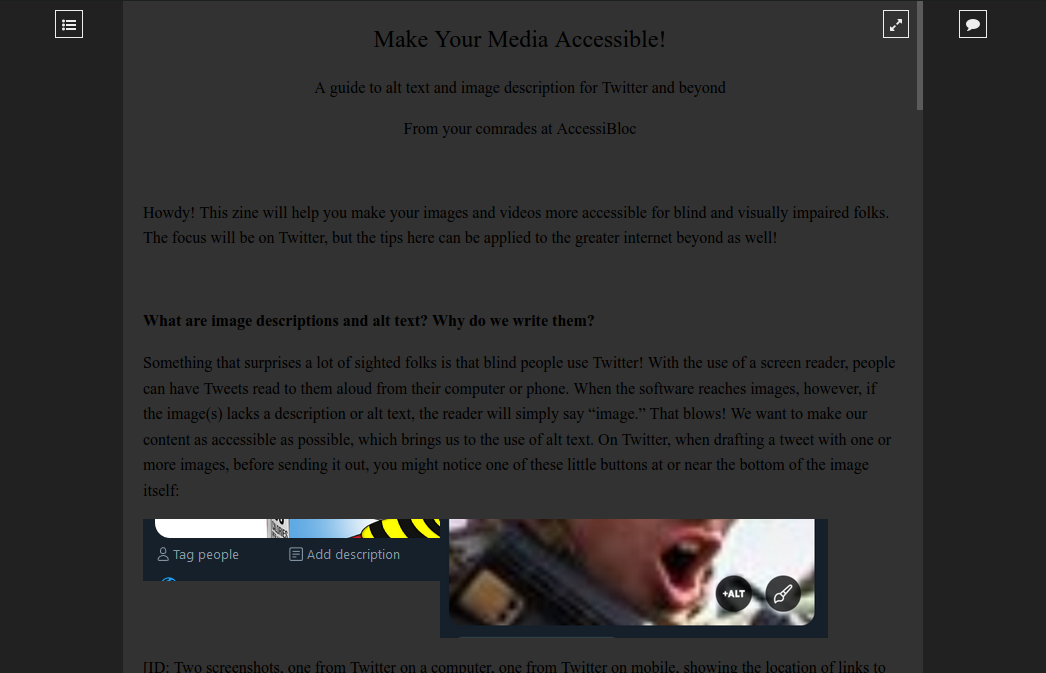 Make Your Media Accessible!
A guide to alt text and image description for Twitter and beyond
From your comrades at AccessiBloc
Howdy! This zine will help you make your images and videos more accessible for blind and visually impaired folks.
The focus will be on Twitter, but the tips here can be applied to the greater internet beyond as well!
What are image descriptions and alt text? Why do we write them?
Something that surprises a lot of sighted folks is that blind people use Twitter! With the use of a screen reader, people
can have Tweets read to them aloud from their computer or phone. When the software reaches images, however, if
the image(s) lacks a description or alt text, the reader will simply say “image.” That blows! We want to make our
content as accessible as possible, which brings us to the use of alt text. On Twitter, when drafting a tweet with one or
more images, before sending it out, you might notice one of these little buttons at or near the bottom of the image
itself:
Tag people
Add description
+ALT
[ID: Two screenshots, one from Twitter on a computer, one from Twitter on mobile, showing the location of links to